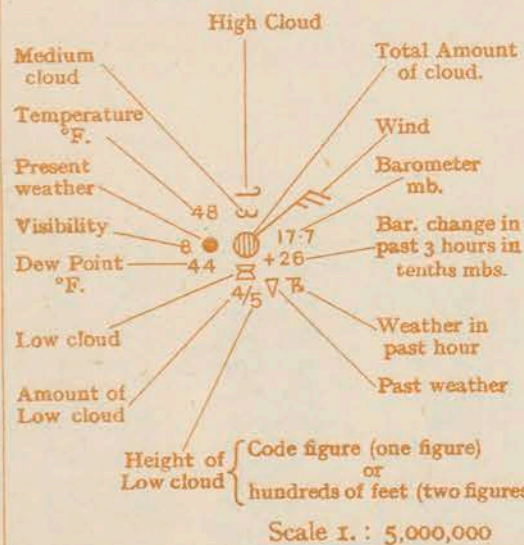 High Cloud
Medium
cloud
Total Amount
of cloud.
Temperature
°F.
Wind
Present
weather
Barometer
mb.
48
Visibility
8
17·7
Bar. change in
past 3 hours in
tenths mbs.
Dew Point
°F.
44
+26
4/5
Low cloud
Weather in
past hour
Amount of
Low cloud
Past weather
Height of
Low cloud
Code figure (one figure)
or
hundreds of feet (two figures
Scale 1. : 5,000,000